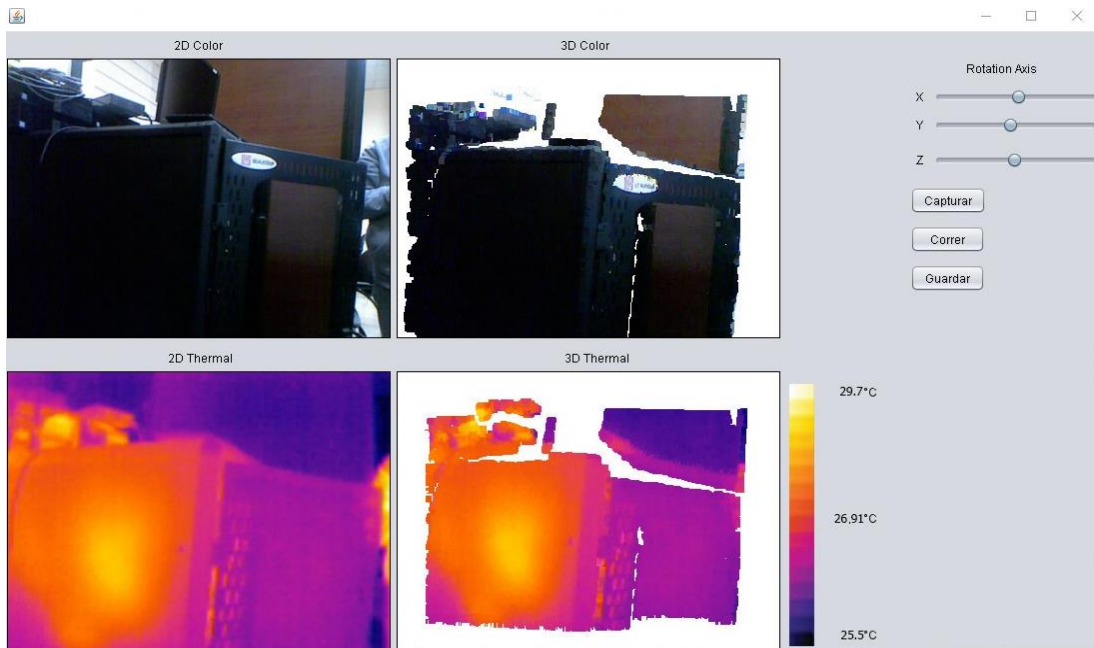 2D Color
3D Color
Rotation Axis
X
Y
Z
Capturar
Correr
Guardar
2D Thermal
3D Thermal
29.7°C
26.91°C
25.5°C